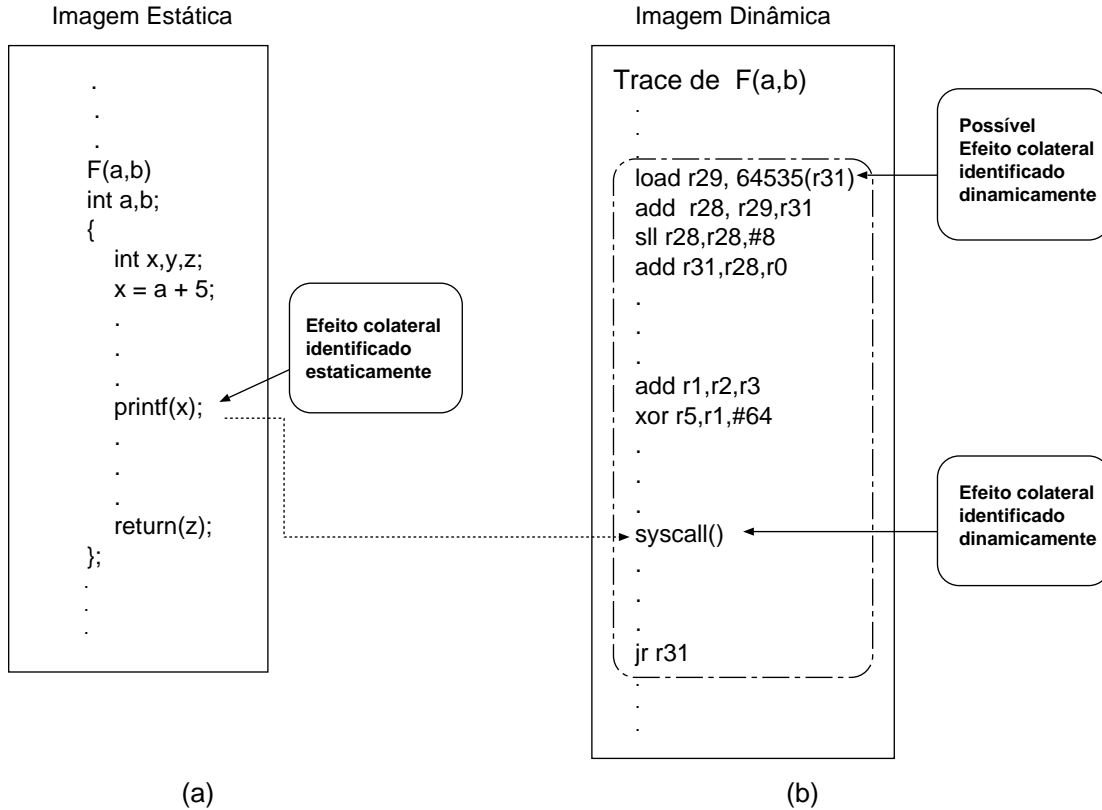 Imagem Estática
.
.
.
F(a,b)
int a,b;
{
int x,y,z;
x = a + 5;
.
.
.
printf(x);
.
.
.
return(z);
};
.
.
.
Efeito colateral
identificado
estaticamente
(a)
Imagem Dinâmica
Trace de F(a,b)
.
.
.
load r29, 64535(r31)
add r28, r29,r31
sll r28,r28,#8
add r31,r28,r0
.
.
.
add r1,r2,r3
xor r5,r1,#64
.
.
.
syscall()
.
.
.
jr r31
.
.
.
Possível
Efeito colateral
identificado
dinamicamente
Efeito colateral
identificado
dinamicamente
(b)